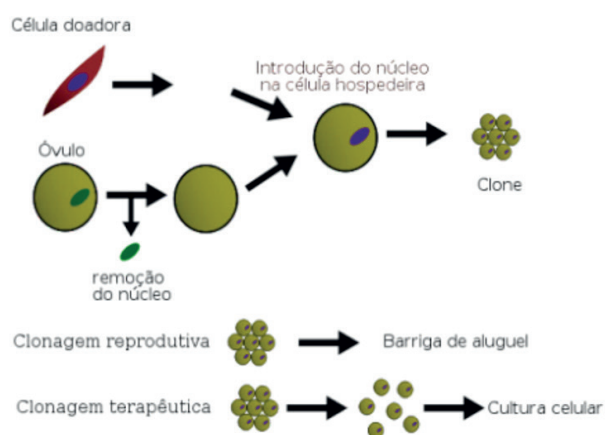 Célula doadora
Introdução do núcleo
na célula hospedeira
Óvulo
Clone
remoção
do núcleo
Clonagem reprodutiva
Barriga de aluguel
Clonagem terapêutica
Cultura celular